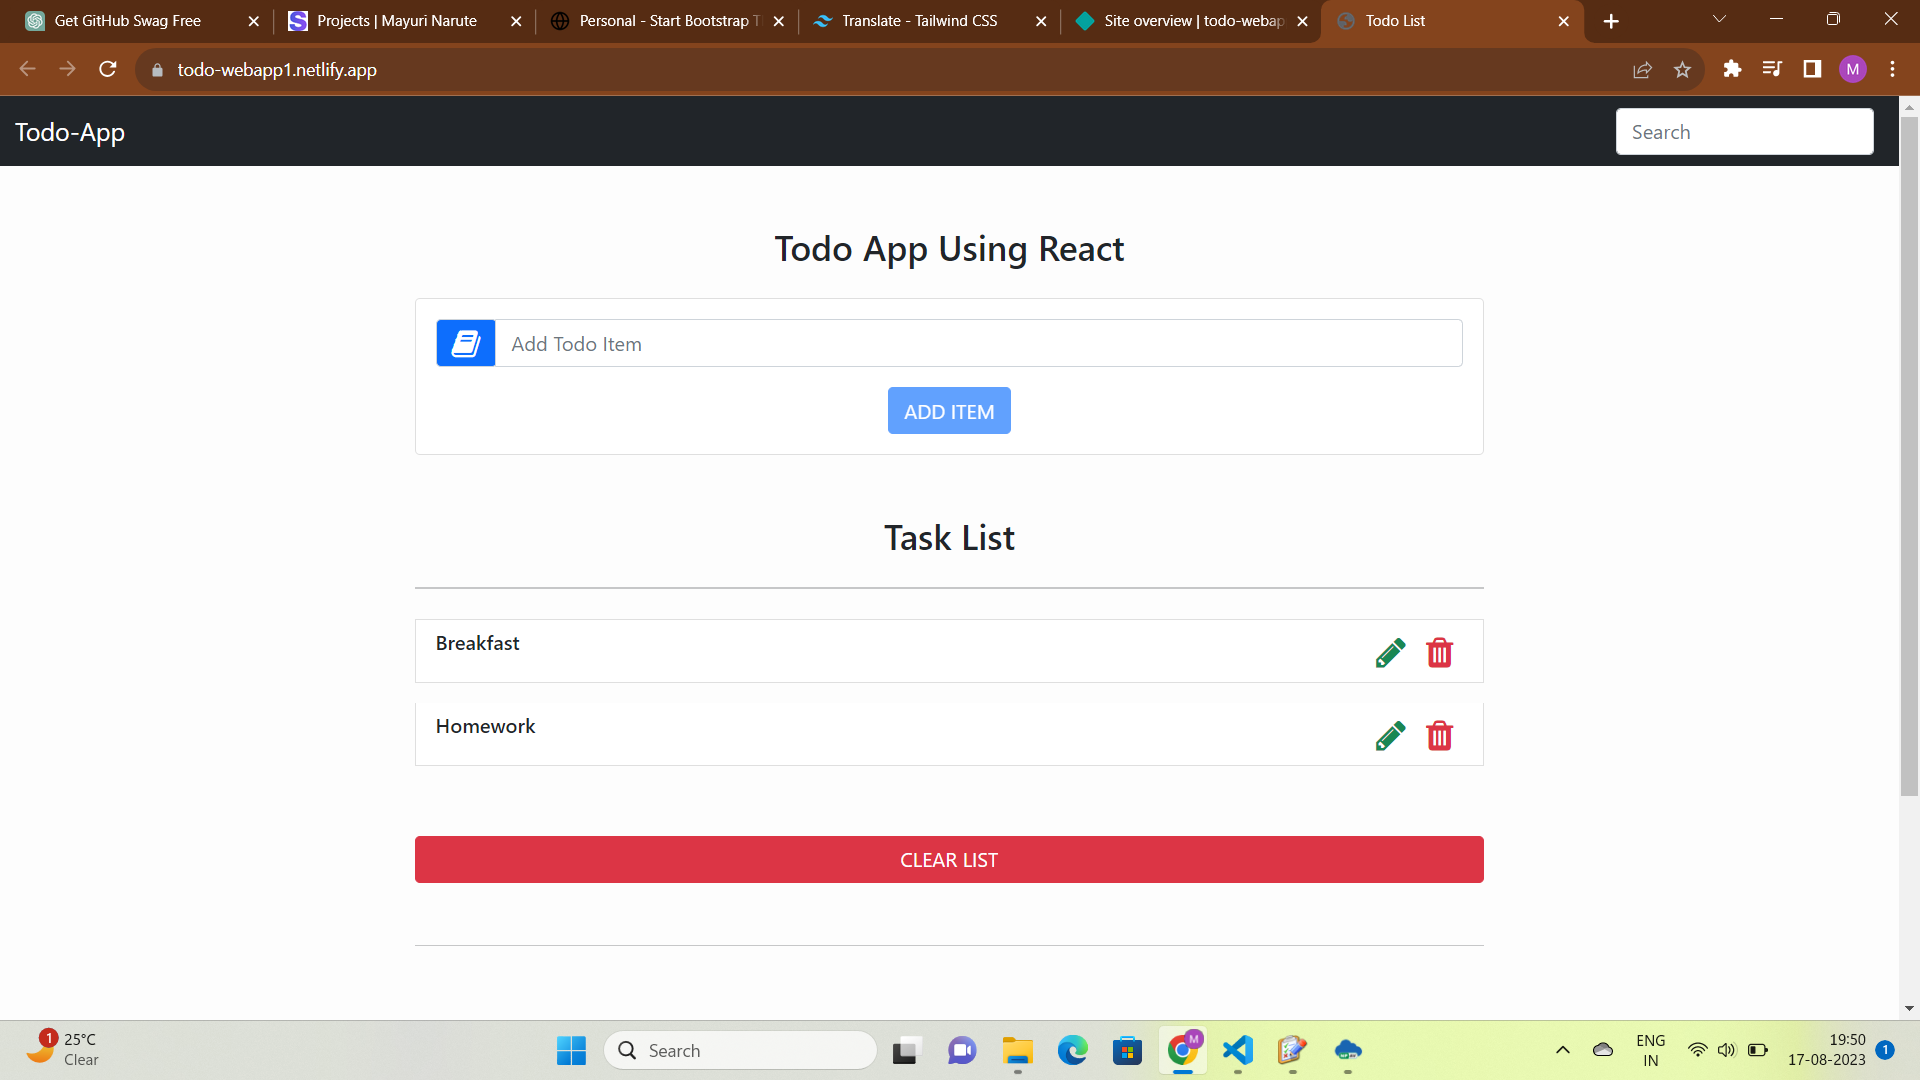 Get GitHub Swag Free
Projects | Mayuri Narute
Personal - Start Bootstrap T
Translate - Tailwind CSS
Site overview | todo-webap
Todo List
todo-webapp1.netlify.app
M
Todo-App
Search
Todo App Using React
Add Todo Item
ADD ITEM
Task List
Breakfast
Homework
CLEAR LIST
1
25°C
Clear
Search
M
ENG
IN
19:50
17-08-2023
1